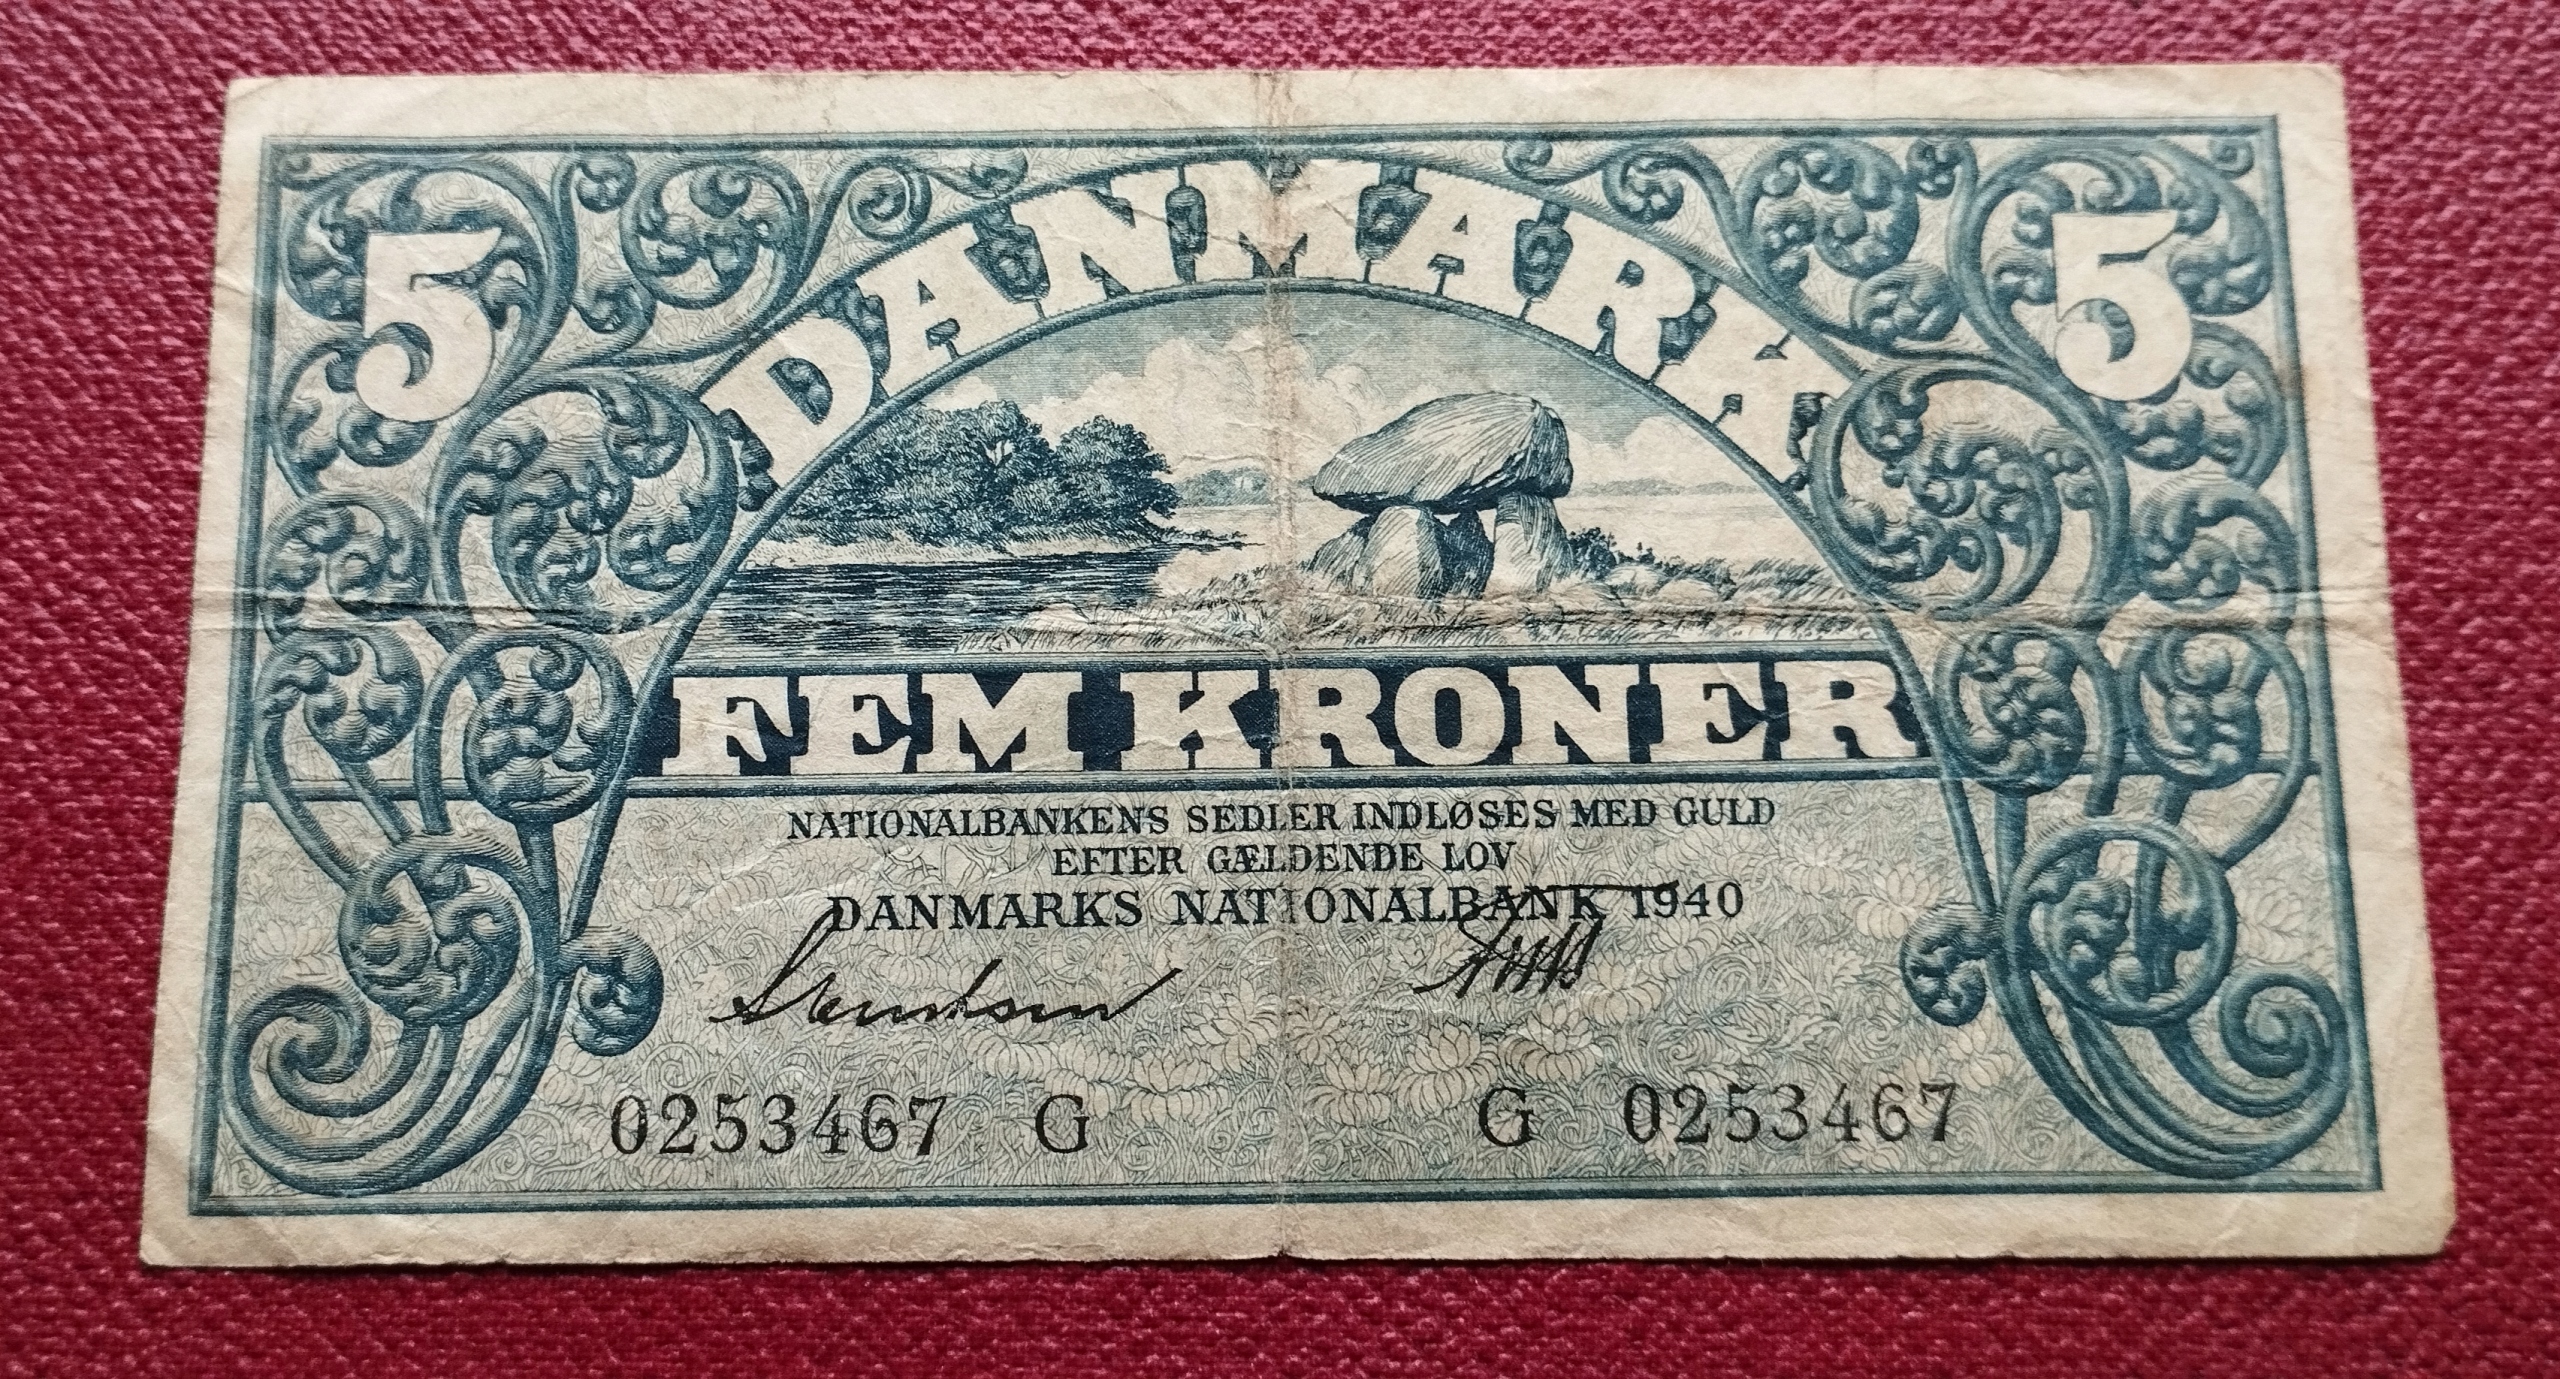 5 DANMARK 5
FEM KRONER
NATIONALBANKENS SEDLER INDLØSES MED GULD
EFTER GÆLDENDE LOV
DANMARKS NATIONALBANK 1940
0253467 G G 0253467